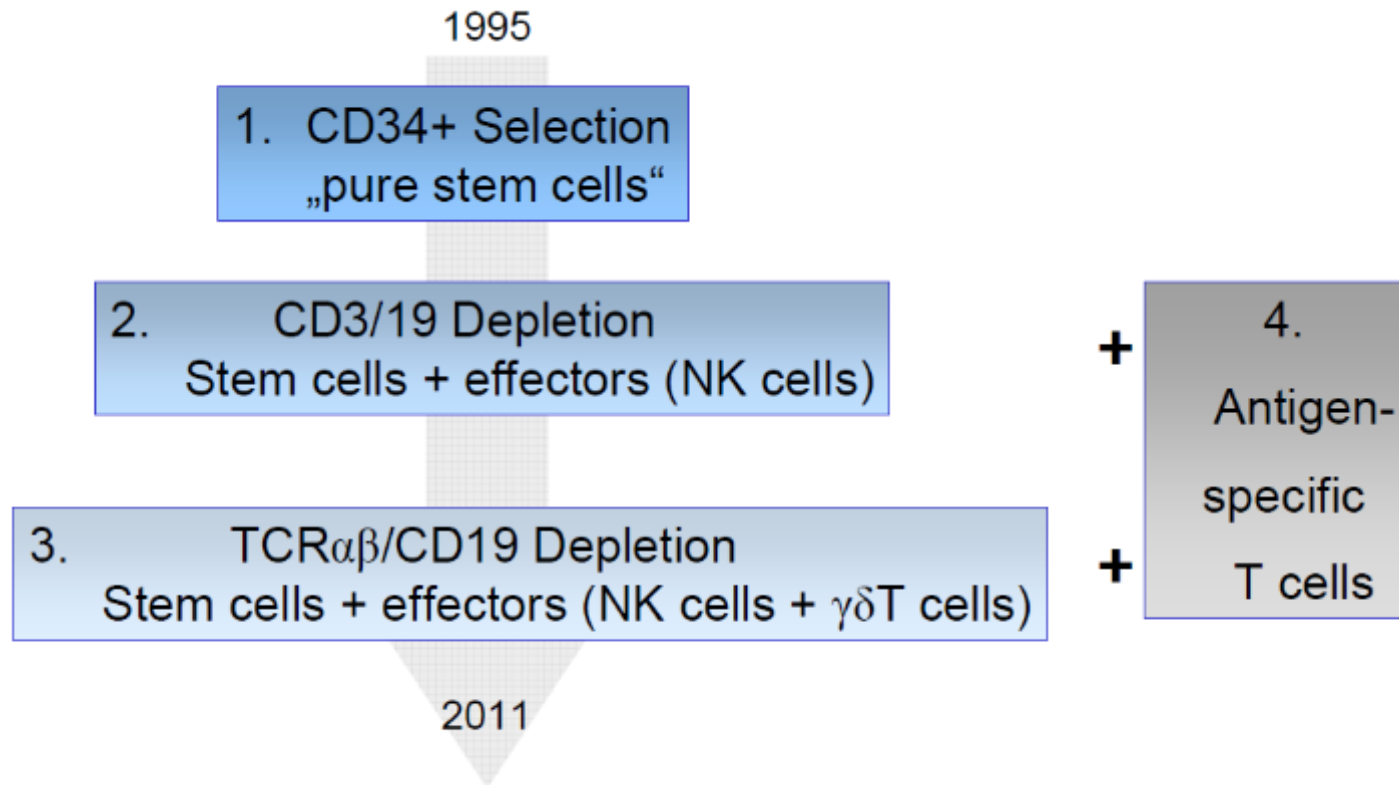 1995
1. CD34+ Selection
„pure stem cells“
2. CD3/19 Depletion
Stem cells + effectors (NK cells)
+
3. TCRαβ/CD19 Depletion
Stem cells + effectors (NK cells + γδT cells)
+
4.
Antigen-
specific
T cells
2011